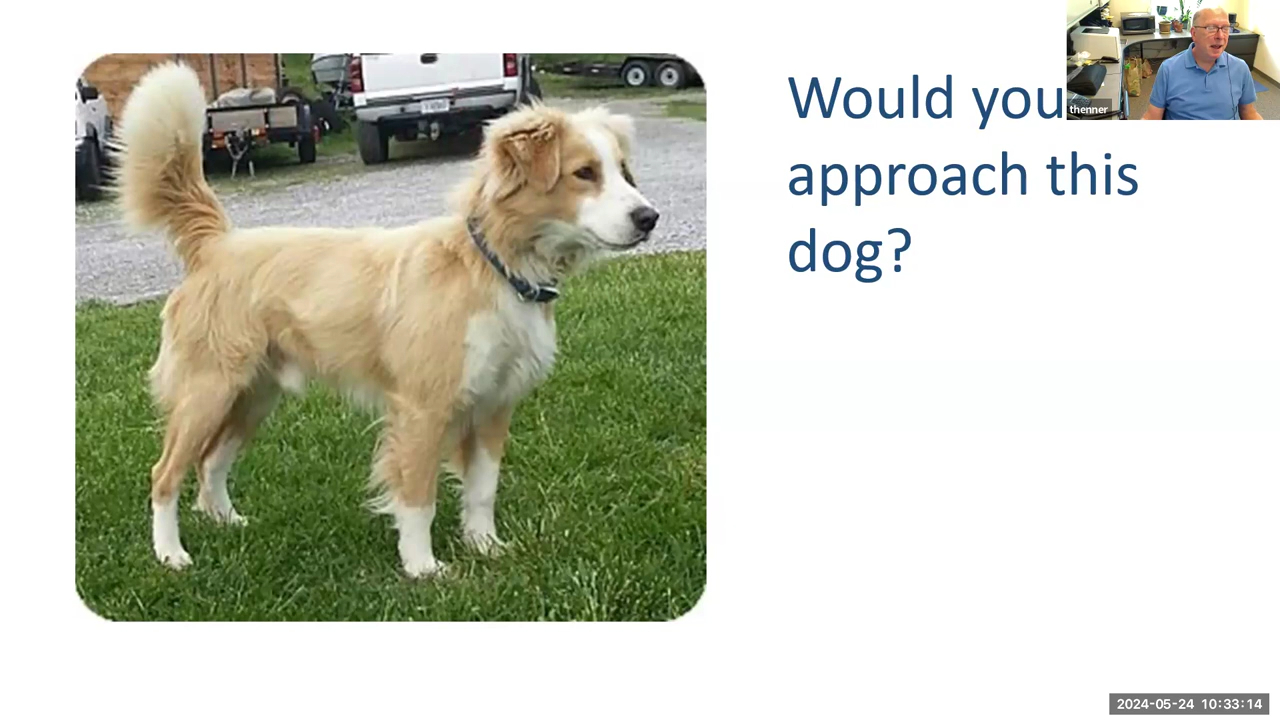 Would you
approach this
dog?
thenner
2024-05-24 10:33:14